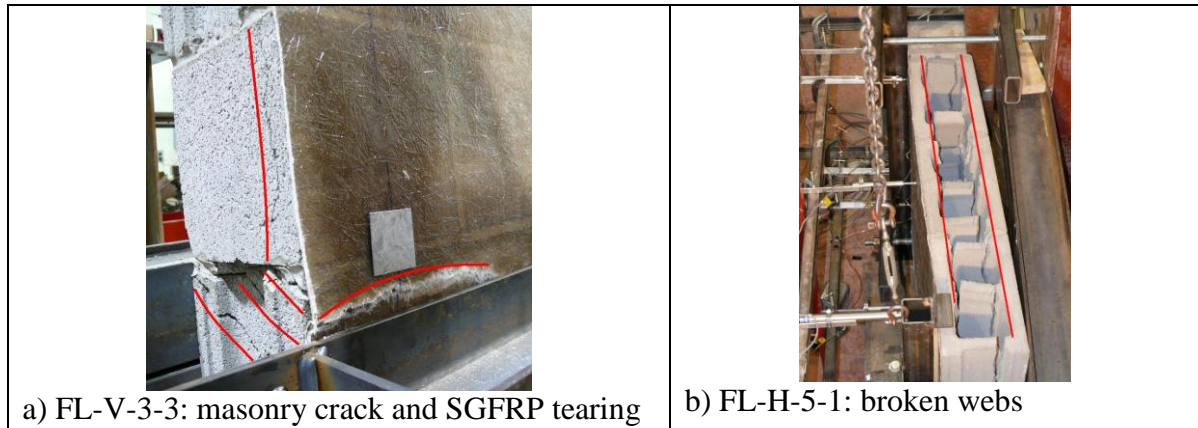 a) FL-V-3-3: masonry crack and SGFRP tearing
b) FL-H-5-1: broken webs